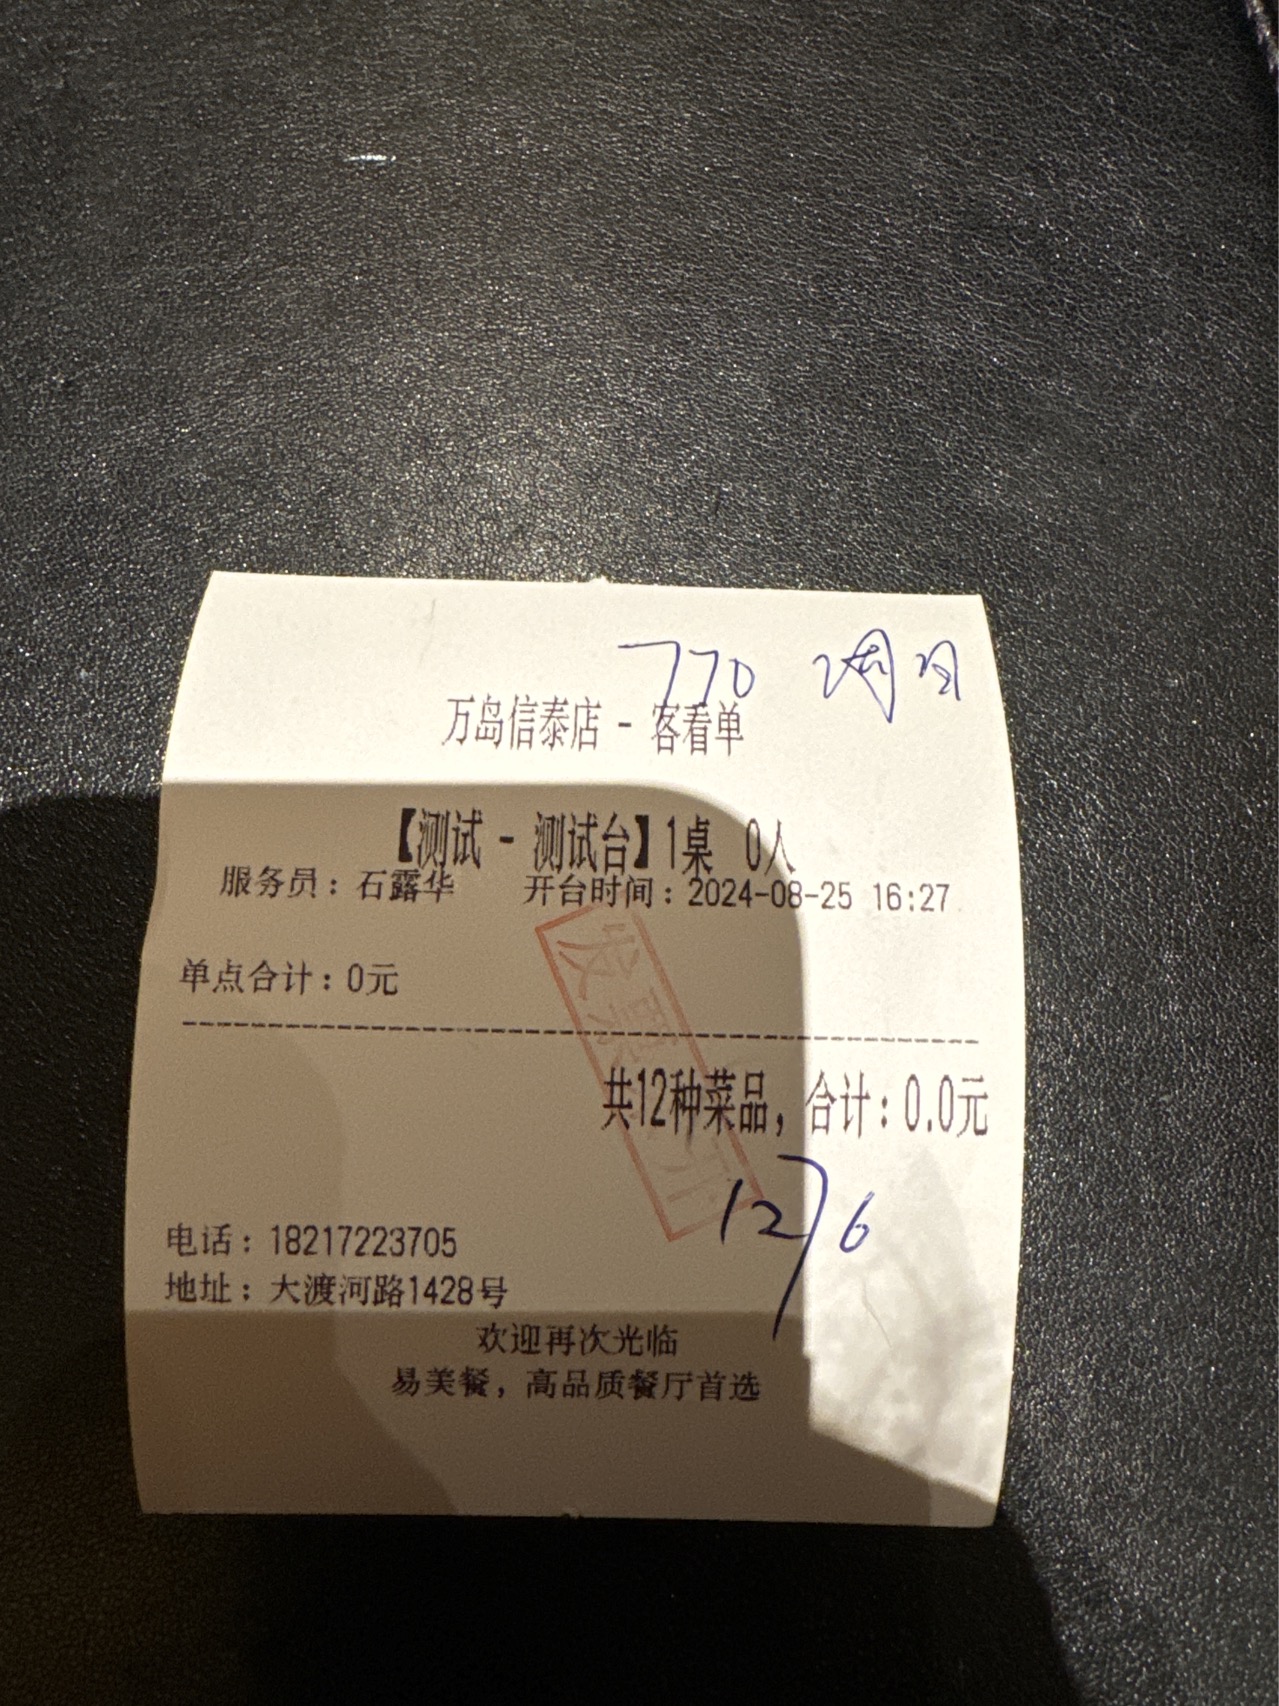 770
万岛信泰店 - 客看单
【测试 - 测试台】1桌 0人
服务员：石露华 开台时间：2024-08-25 16:27
单点合计：0元
共12种菜品，合计：0.0元
1276
电话：18217223705
地址：大渡河路1428号
欢迎再次光临
易美餐，高品质餐厅首选